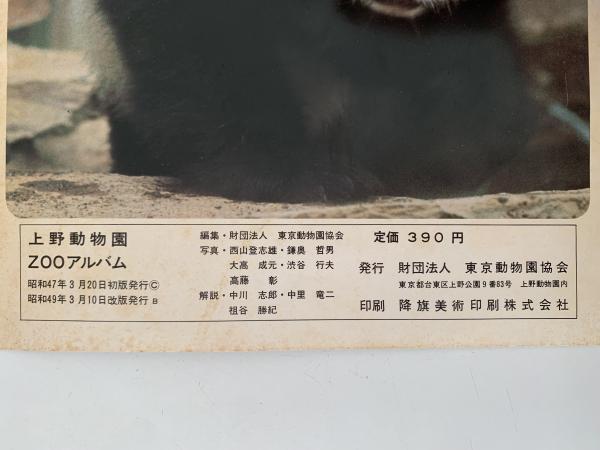 上野動物園
ZOOアルバム
昭和47年3月20日初版発行Ⓒ
昭和49年3月10日改版発行 B
編集・財団法人 東京動物園協会
写真・西山登志雄・鎌奥 哲男
大高 成元・渋谷 行夫
高藤 彰
解説・中川 志郎・中里 竜二
祖谷 勝紀
定価 390円
発行 財団法人 東京動物園協会
東京都台東区上野公園9番83号 上野動物園内
印刷 降旗美術印刷株式会社